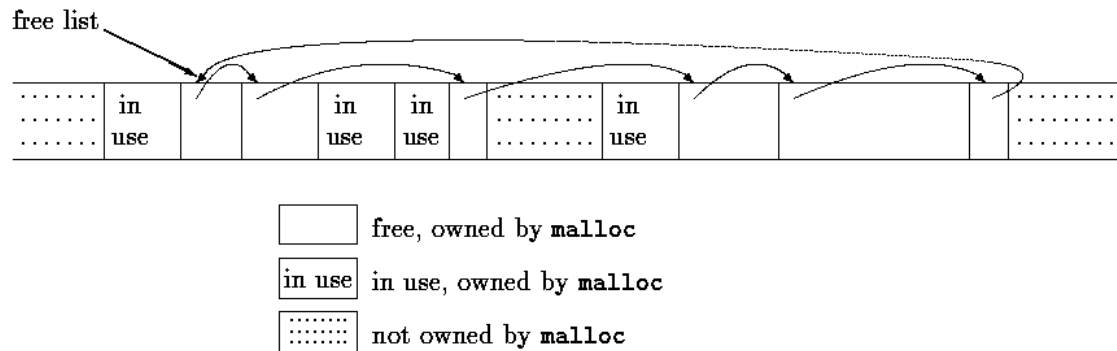 free list
in
use
in
use
in
use
in
use
free, owned by malloc
in use
in use, owned by malloc
not owned by malloc